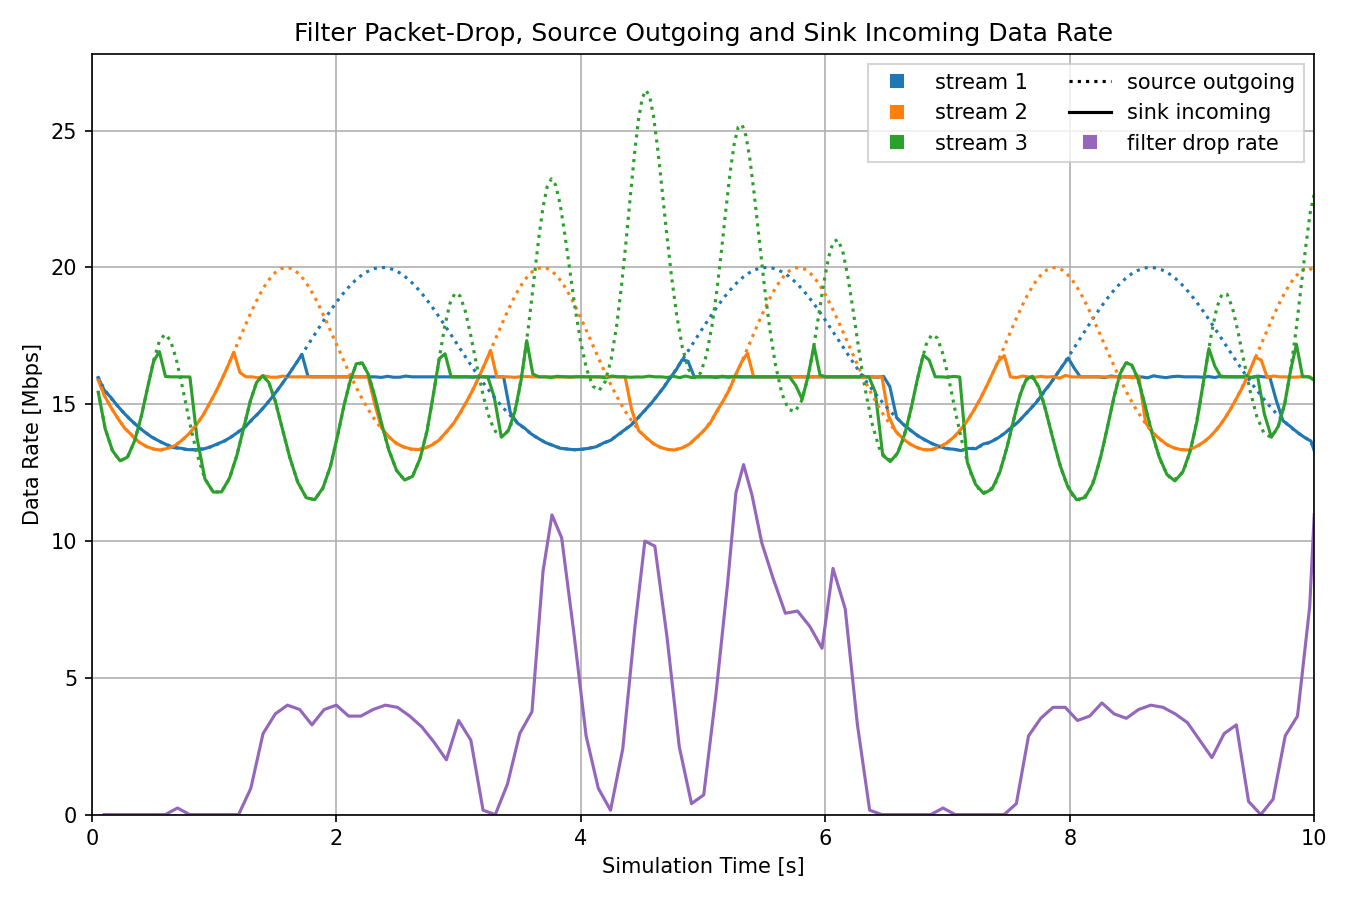 Filter Packet-Drop, Source Outgoing and Sink Incoming Data Rate
stream 1
stream 2
stream 3
source outgoing
sink incoming
filter drop rate
Data Rate [Mbps]
25
20
15
10
5
0
0 2 4 6 8 10
Simulation Time [s]